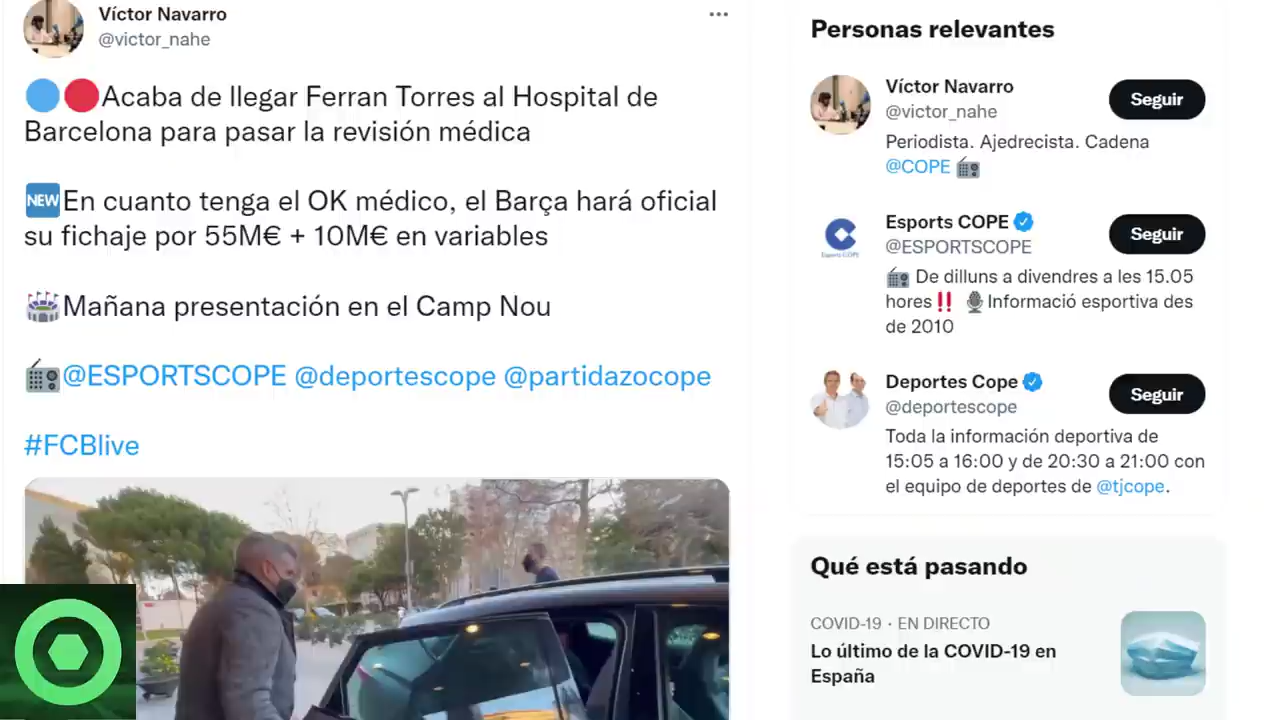 Víctor Navarro
@victor_nahe
Acaba de llegar Ferran Torres al Hospital de
Barcelona para pasar la revisión médica
NEW En cuanto tenga el OK médico, el Barça hará oficial
su fichaje por 55M€ + 10M€ en variables
Mañana presentación en el Camp Nou
@ESPORTSCOPE @deportescope @partidazocope
#FCBlive
Personas relevantes
Víctor Navarro
@victor_nahe
Seguir
Periodista. Ajedrecista. Cadena
@COPE
Esports COPE
@ESPORTSCOPE
Seguir
De dilluns a divendres a les 15.05
hores‼️ Informació esportiva des
de 2010
Esports COPE
Deportes Cope
@deportescope
Seguir
Toda la información deportiva de
15:05 a 16:00 y de 20:30 a 21:00 con
el equipo de deportes de @tjcope.
Qué está pasando
COVID-19 · EN DIRECTO
Lo último de la COVID-19 en
España